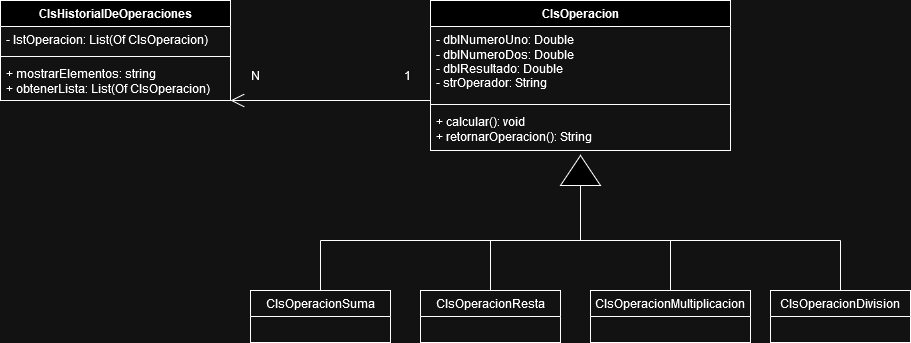 ClsHistorialDeOperaciones
- lstOperacion: List(Of ClsOperacion)
+ mostrarElementos: string
+ obtenerLista: List(Of ClsOperacion)
N
1
ClsOperacion
- dblNumeroUno: Double
- dblNumeroDos: Double
- dblResultado: Double
- strOperador: String
+ calcular(): void
+ retornarOperacion(): String
ClsOperacionSuma
ClsOperacionResta
ClsOperacionMultiplicacion
ClsOperacionDivision